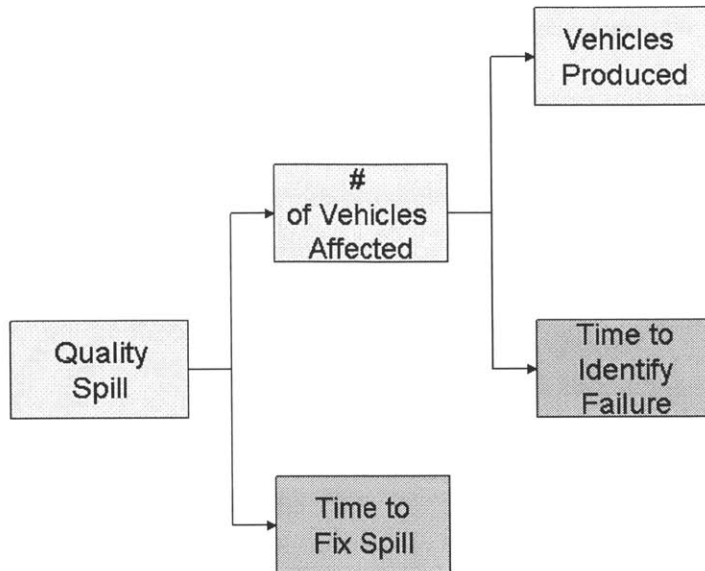 Vehicles
Produced
#
of Vehicles
Affected
Quality
Spill
Time to
Identify
Failure
Time to
Fix Spill